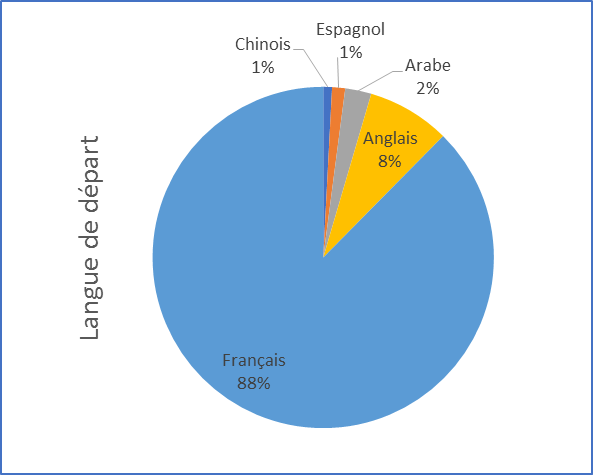 Langue de départ
Chinois
1%
Espagnol
1%
Arabe
2%
Anglais
8%
Français
88%